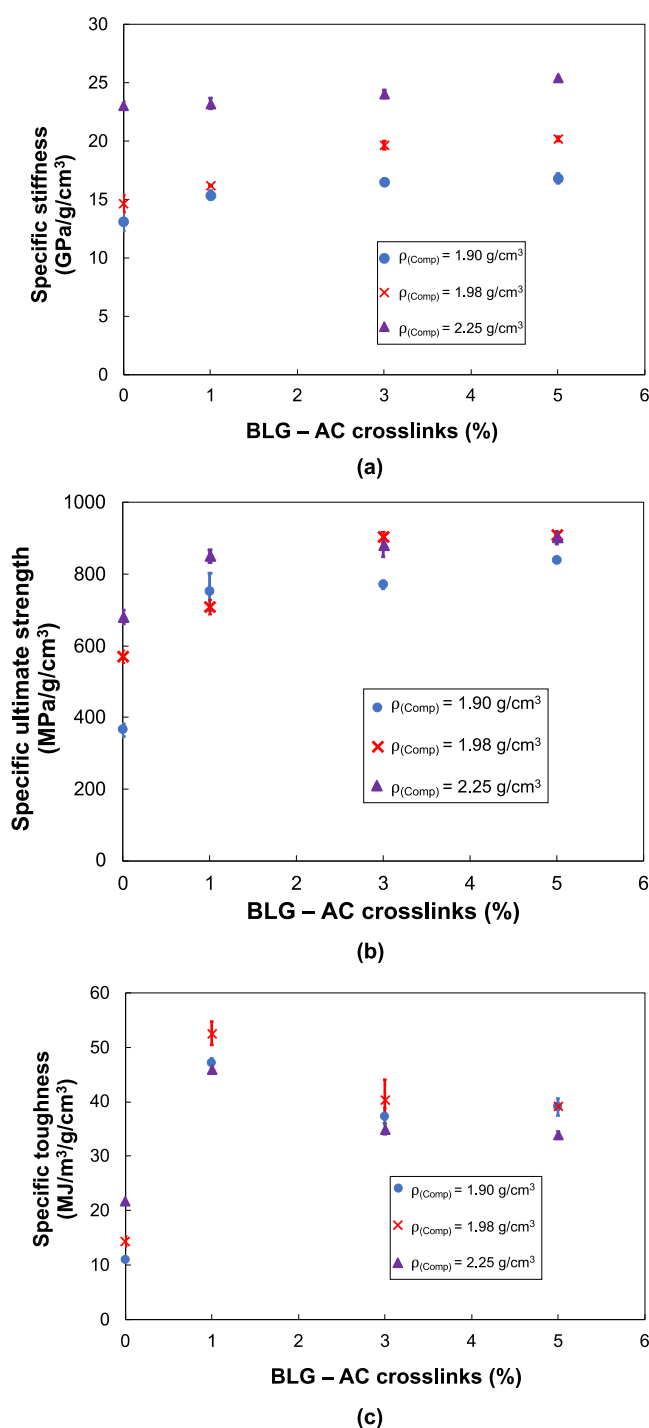 30
25
20
15
10
5
0
Specific stiffness
(GPa/g/cm³)
ρ(Comp) = 1.90 g/cm³
ρ(Comp) = 1.98 g/cm³
ρ(Comp) = 2.25 g/cm³
0 1 2 3 4 5 6
BLG – AC crosslinks (%)
(a)
1000
800
600
400
200
0
Specific ultimate strength
(MPa/g/cm³)
ρ(Comp) = 1.90 g/cm³
ρ(Comp) = 1.98 g/cm³
ρ(Comp) = 2.25 g/cm³
0 1 2 3 4 5 6
BLG – AC crosslinks (%)
(b)
60
50
40
30
20
10
0
Specific toughness
(MJ/m³/g/cm³)
ρ(Comp) = 1.90 g/cm³
ρ(Comp) = 1.98 g/cm³
ρ(Comp) = 2.25 g/cm³
0 1 2 3 4 5 6
BLG – AC crosslinks (%)
(c)